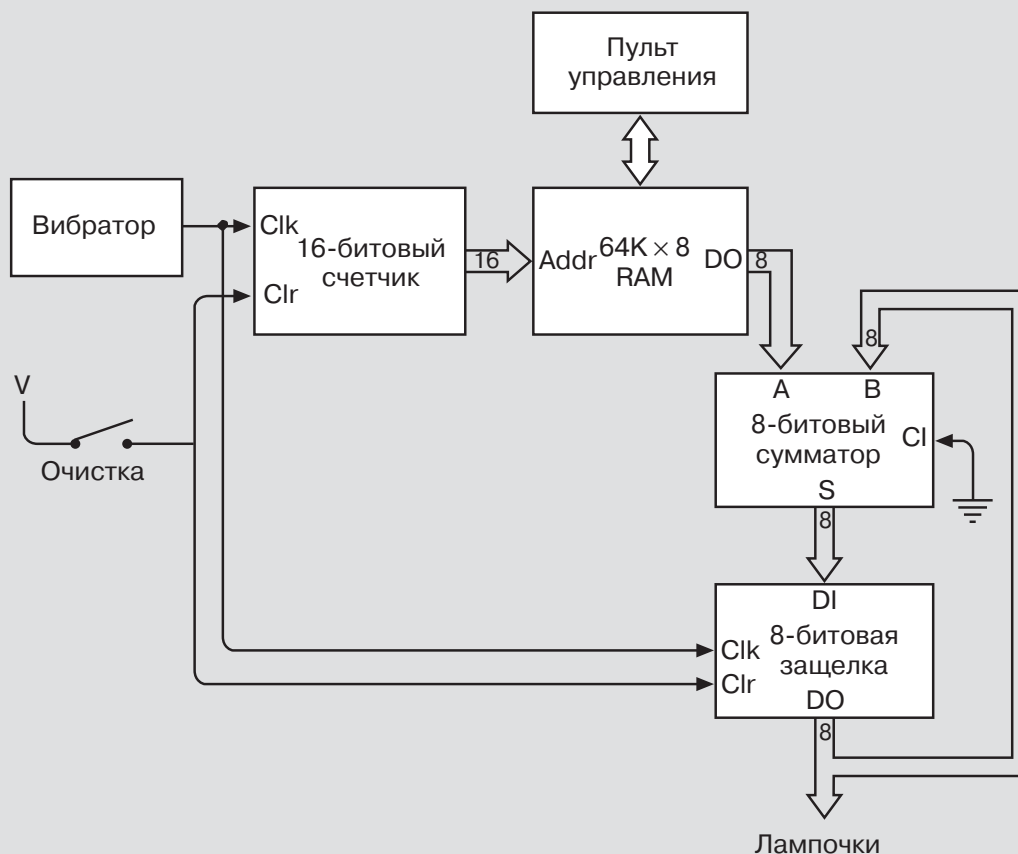 Пульт
управления
Вибратор
Clk
16-битовый
счетчик
Clr
16
Addr
64K × 8
RAM
DO
8
8
V
Очистка
A
B
8-битовый
сумматор
CI
S
8
DI
Clk
8-битовая
защелка
Clr
DO
8
Лампочки